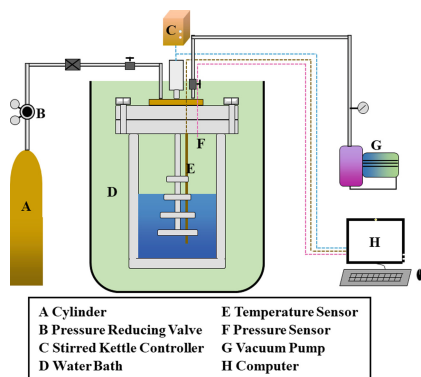 C
B
G
F
E
A
D
H
A Cylinder
B Pressure Reducing Valve
C Stirred Kettle Controller
D Water Bath
E Temperature Sensor
F Pressure Sensor
G Vacuum Pump
H Computer